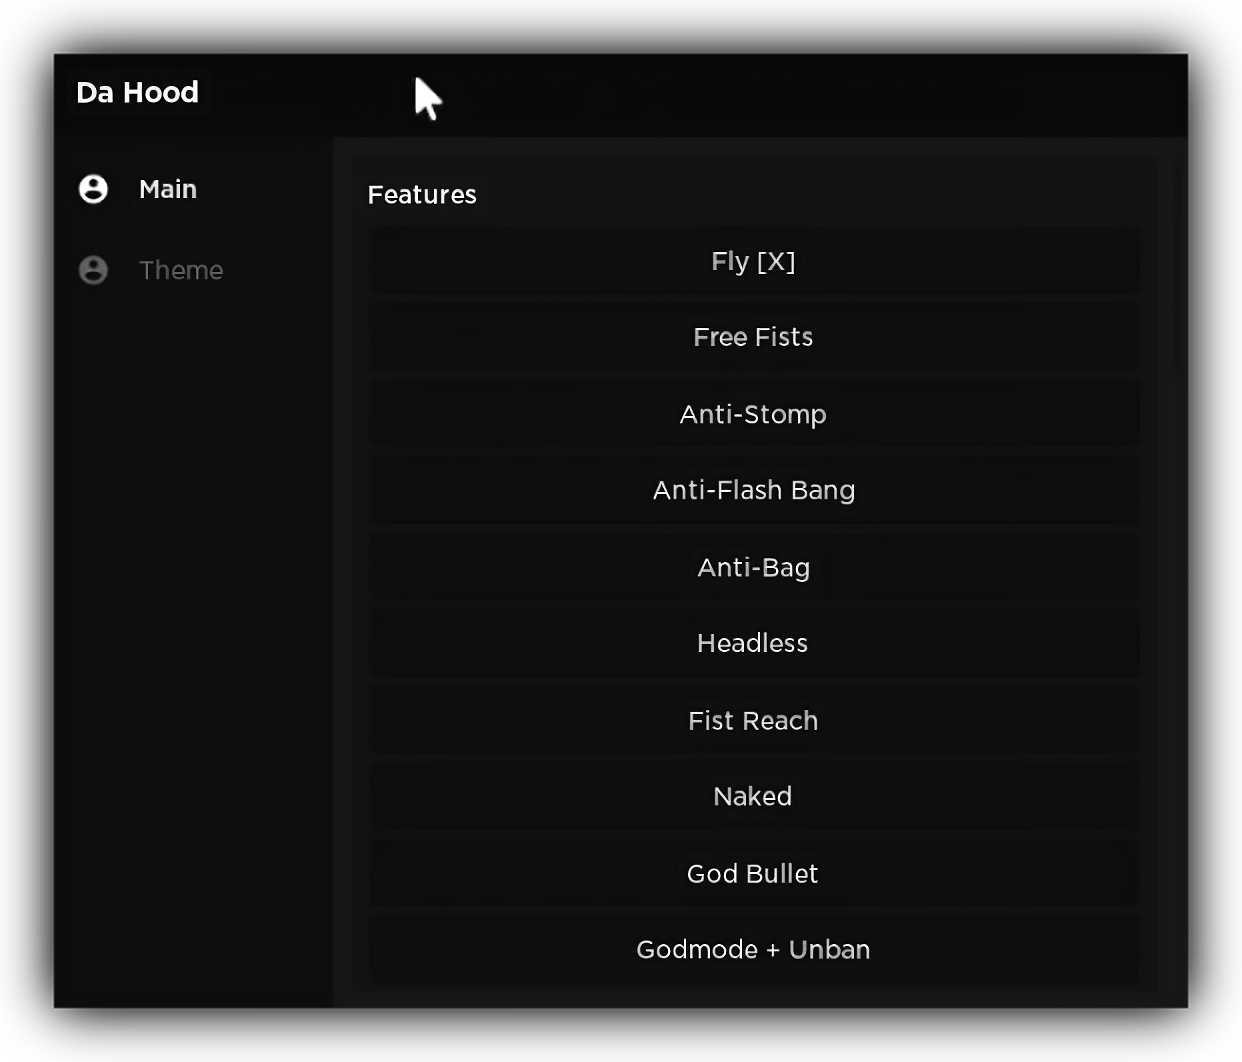 Da Hood
Main
Theme
Features
Fly [X]
Free Fists
Anti-Stomp
Anti-Flash Bang
Anti-Bag
Headless
Fist Reach
Naked
God Bullet
Godmode + Unban